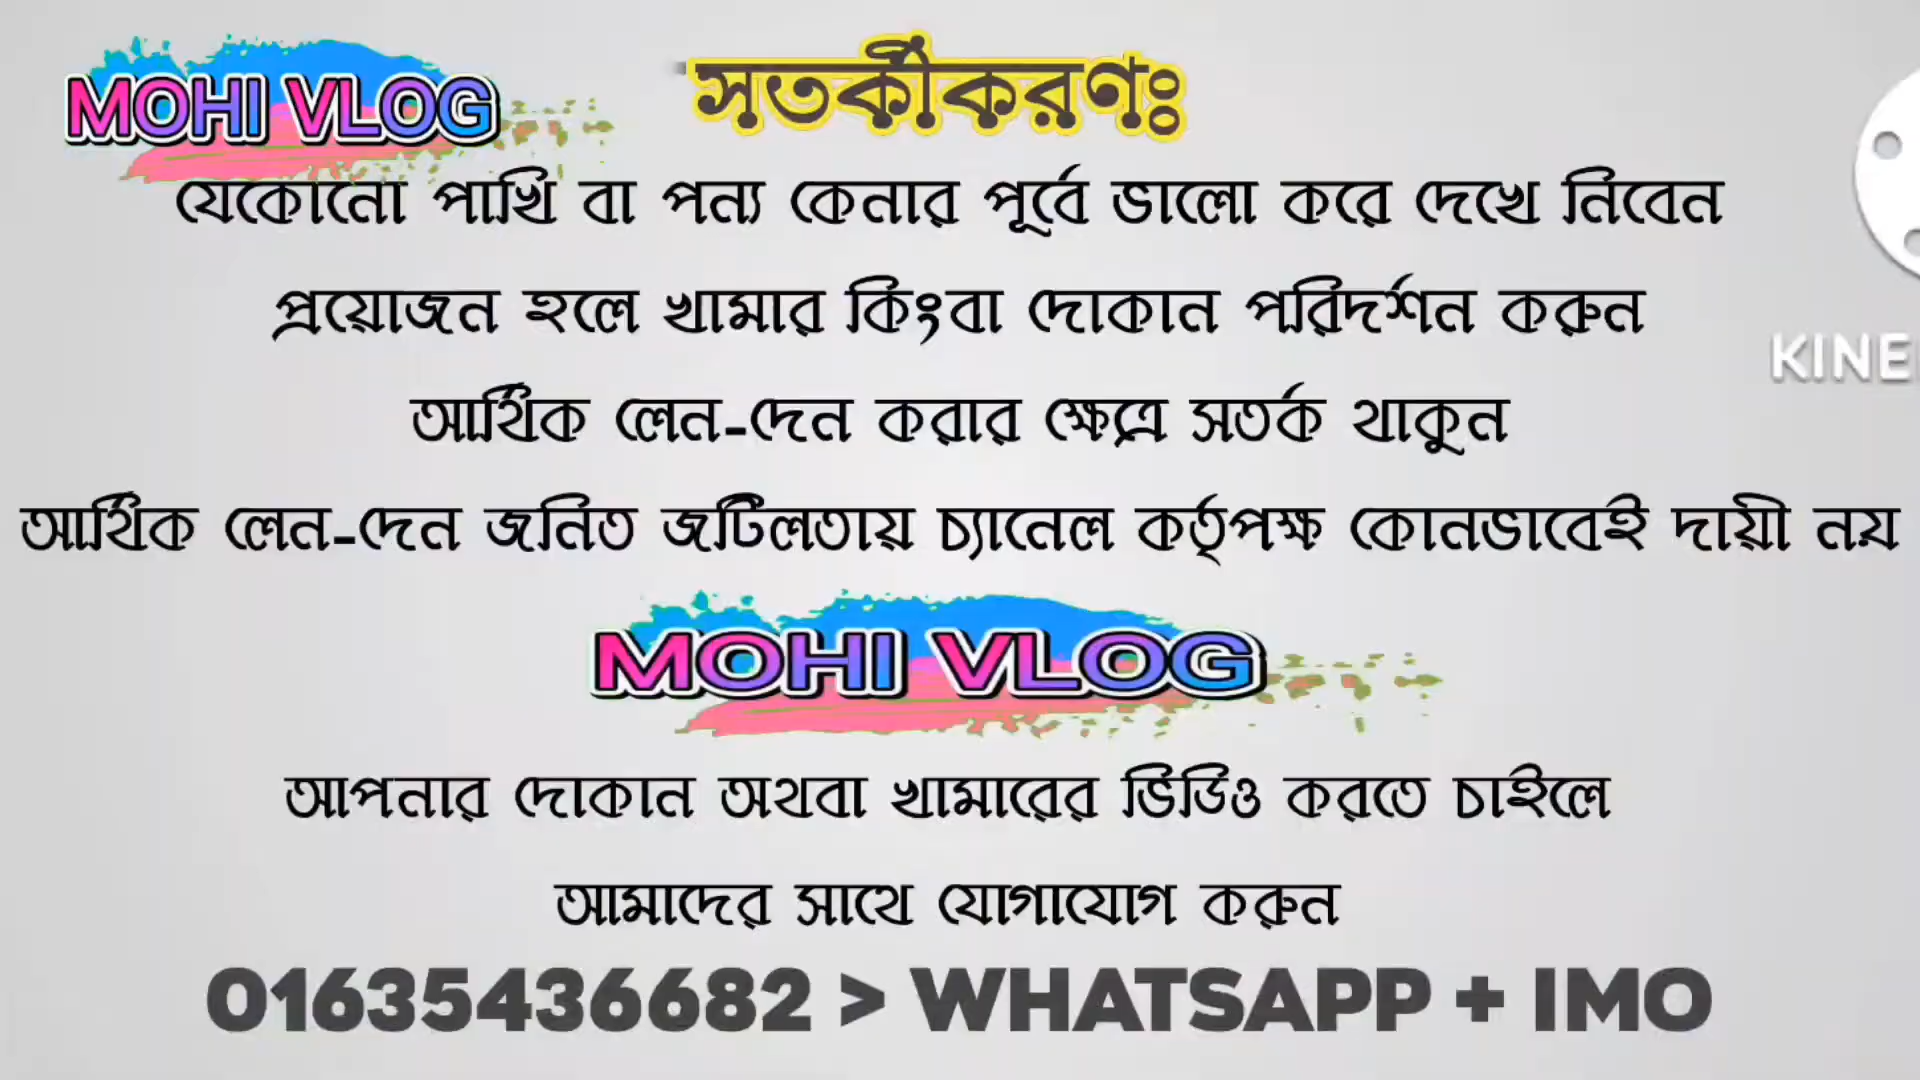 MOHI VLOG
সতর্কীকরণঃ
যেকোনো পাখি বা পন্য কেনার পূর্বে ভালো করে দেখে নিবেন
প্রয়োজন হলে খামার কিংবা দোকান পরিদর্শন করুন
KINE
আর্থিক লেন-দেন করার ক্ষেত্রে সতর্ক থাকুন
আর্থিক লেন-দেন জনিত জটিলতায় চ্যানেল কর্তৃপক্ষ কোনভাবেই দায়ী নয়
MOHI VLOG
আপনার দোকান অথবা খামারের ভিডিও করতে চাইলে
আমাদের সাথে যোগাযোগ করুন
01635436682 > WHATSAPP + IMO